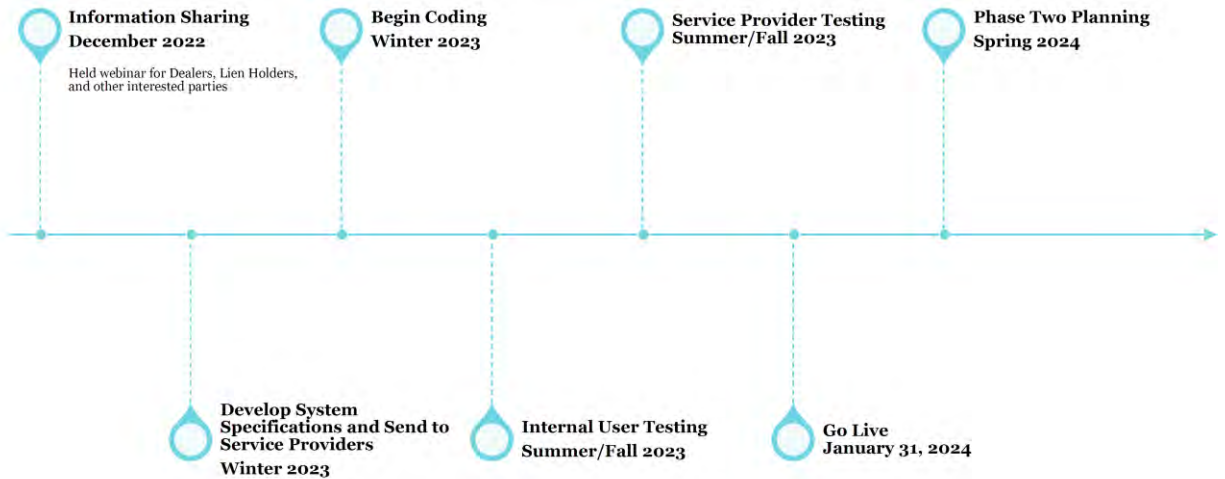 Information Sharing
December 2022
Held webinar for Dealers, Lien Holders,
and other interested parties
Develop System
Specifications and Send to
Service Providers
Winter 2023
Begin Coding
Winter 2023
Internal User Testing
Summer/Fall 2023
Service Provider Testing
Summer/Fall 2023
Go Live
January 31, 2024
Phase Two Planning
Spring 2024